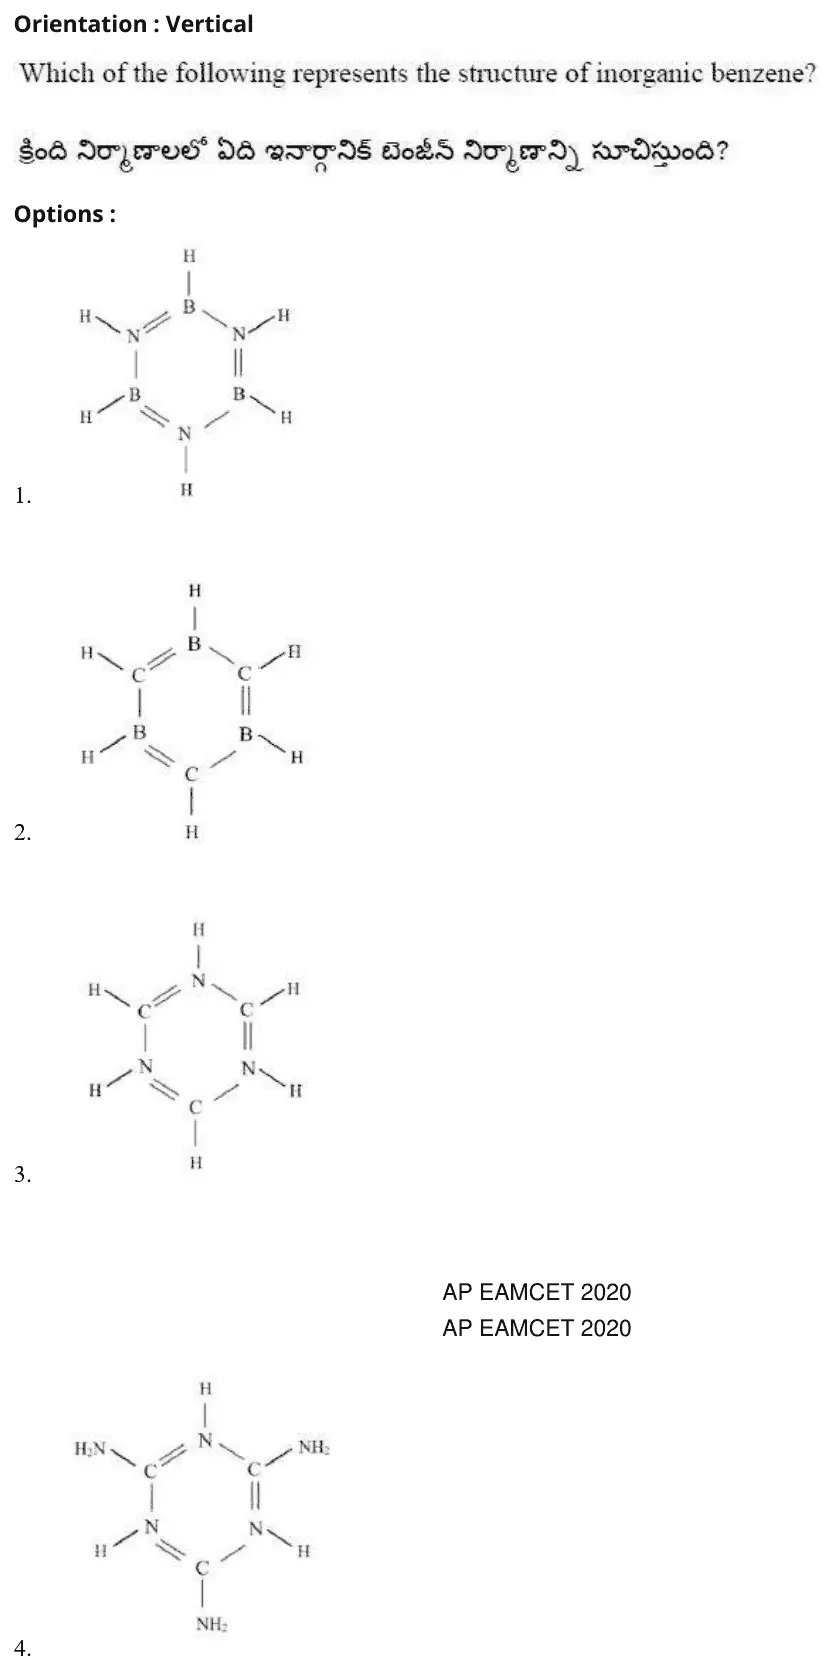 Orientation : Vertical
Which of the following represents the structure of inorganic benzene?
క్రింది నిర్మాణాలలో ఏది ఇనార్గానిక్ బెంజీన్ నిర్మాణాన్ని సూచిస్తుంది?
Options :
H
H B H
N N
B B
H N H
H
1.
H
H B H
C C
B B
H C H
H
2.
H
H N H
C C
N N
H C H
H
3.
AP EAMCET 2020
AP EAMCET 2020
H
H₂N N NH₂
C C
N N
H C H
NH₂
4.